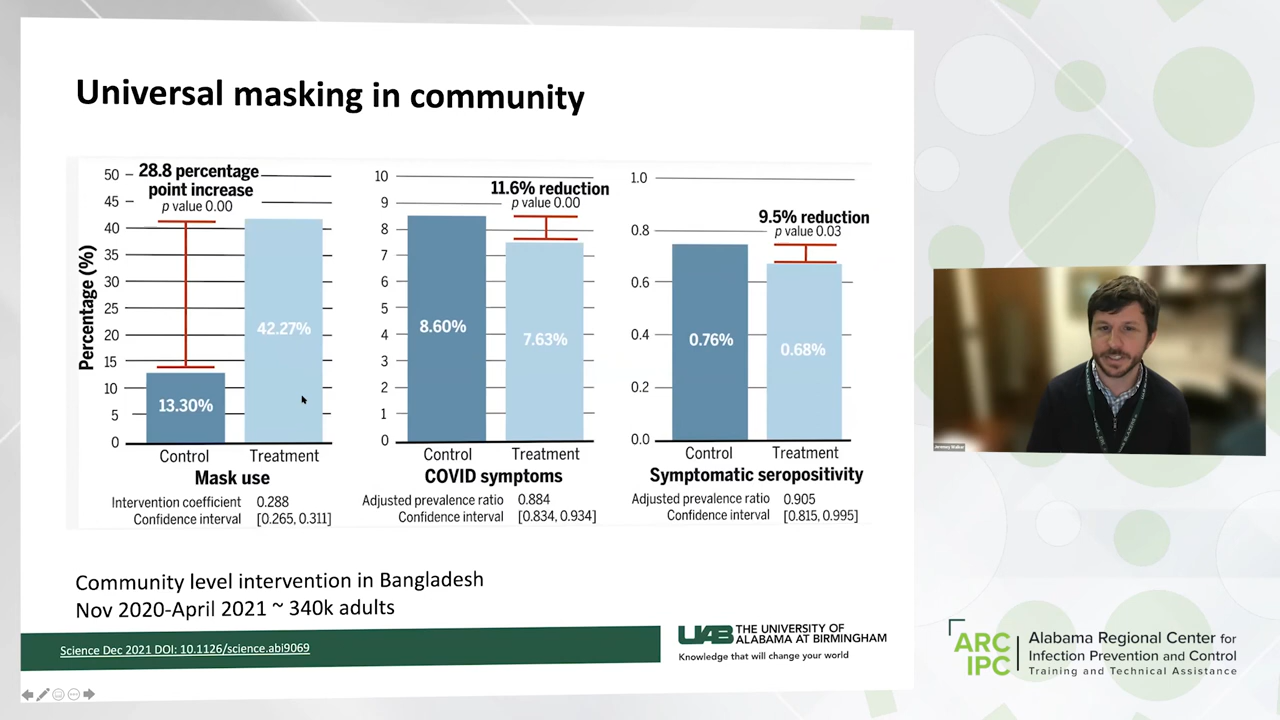 Universal masking in community
28.8 percentage
point increase
p value 0.00
11.6% reduction
p value 0.00
9.5% reduction
p value 0.03
Percentage (%)
50
45
40
35
30
25
20
15
10
5
0
13.30%
42.27%
Control
Treatment
Mask use
Intervention coefficient 0.288
Confidence interval [0.265, 0.311]
10
9
8
7
6
5
4
3
2
1
0
8.60%
7.63%
Control
Treatment
COVID symptoms
Adjusted prevalence ratio 0.884
Confidence interval [0.834, 0.934]
1.0
0.8
0.6
0.4
0.2
0.0
0.76%
0.68%
Control
Treatment
Symptomatic seropositivity
Adjusted prevalence ratio 0.905
Confidence interval [0.815, 0.995]
Community level intervention in Bangladesh
Nov 2020-April 2021 ~ 340k adults
Science Dec 2021 DOI: 10.1126/science.abi9069
UAB THE UNIVERSITY OF
ALABAMA AT BIRMINGHAM
Knowledge that will change your world
Jeremey Walker
ARC
IPC
Alabama Regional Center for
Infection Prevention and Control
Training and Technical Assistance